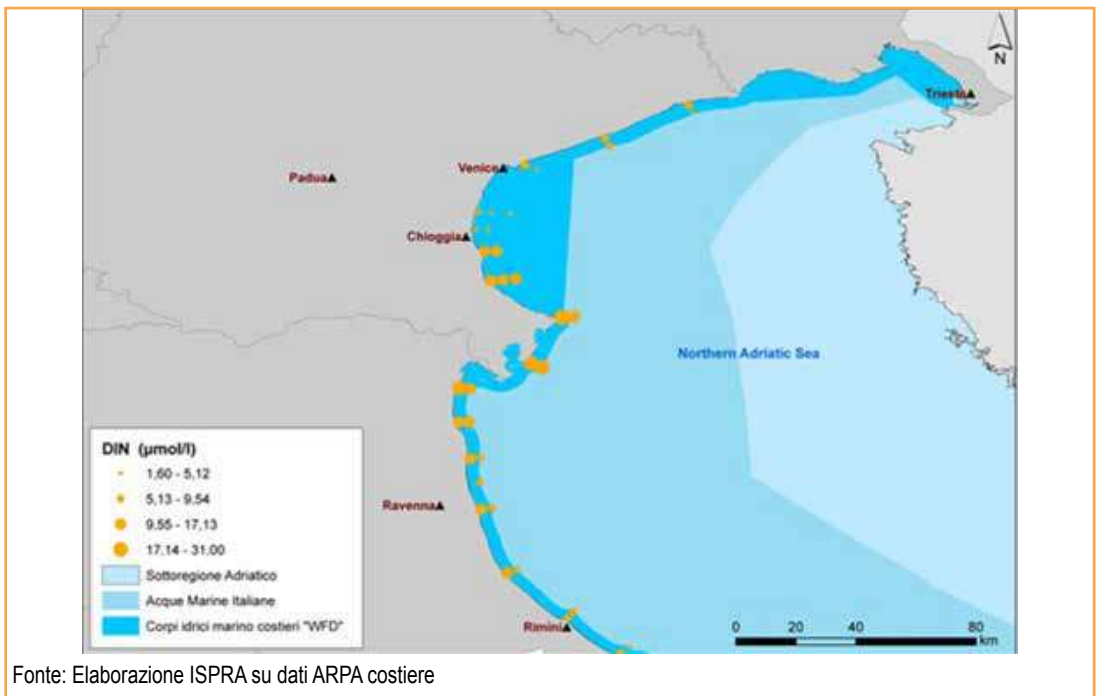 N
Trieste
Venice
Padua
Chioggia
Northern Adriatic Sea
DIN (µmol/l)
1,60 - 5,12
5,13 - 9,54
9,55 - 17,13
17,14 - 31,00
Sottoregione Adriatico
Acque Marine Italiane
Corpi idrici marino costieri "WFD"
Ravenna
Rimini
0 20 40 80
km
Fonte: Elaborazione ISPRA su dati ARPA costiere